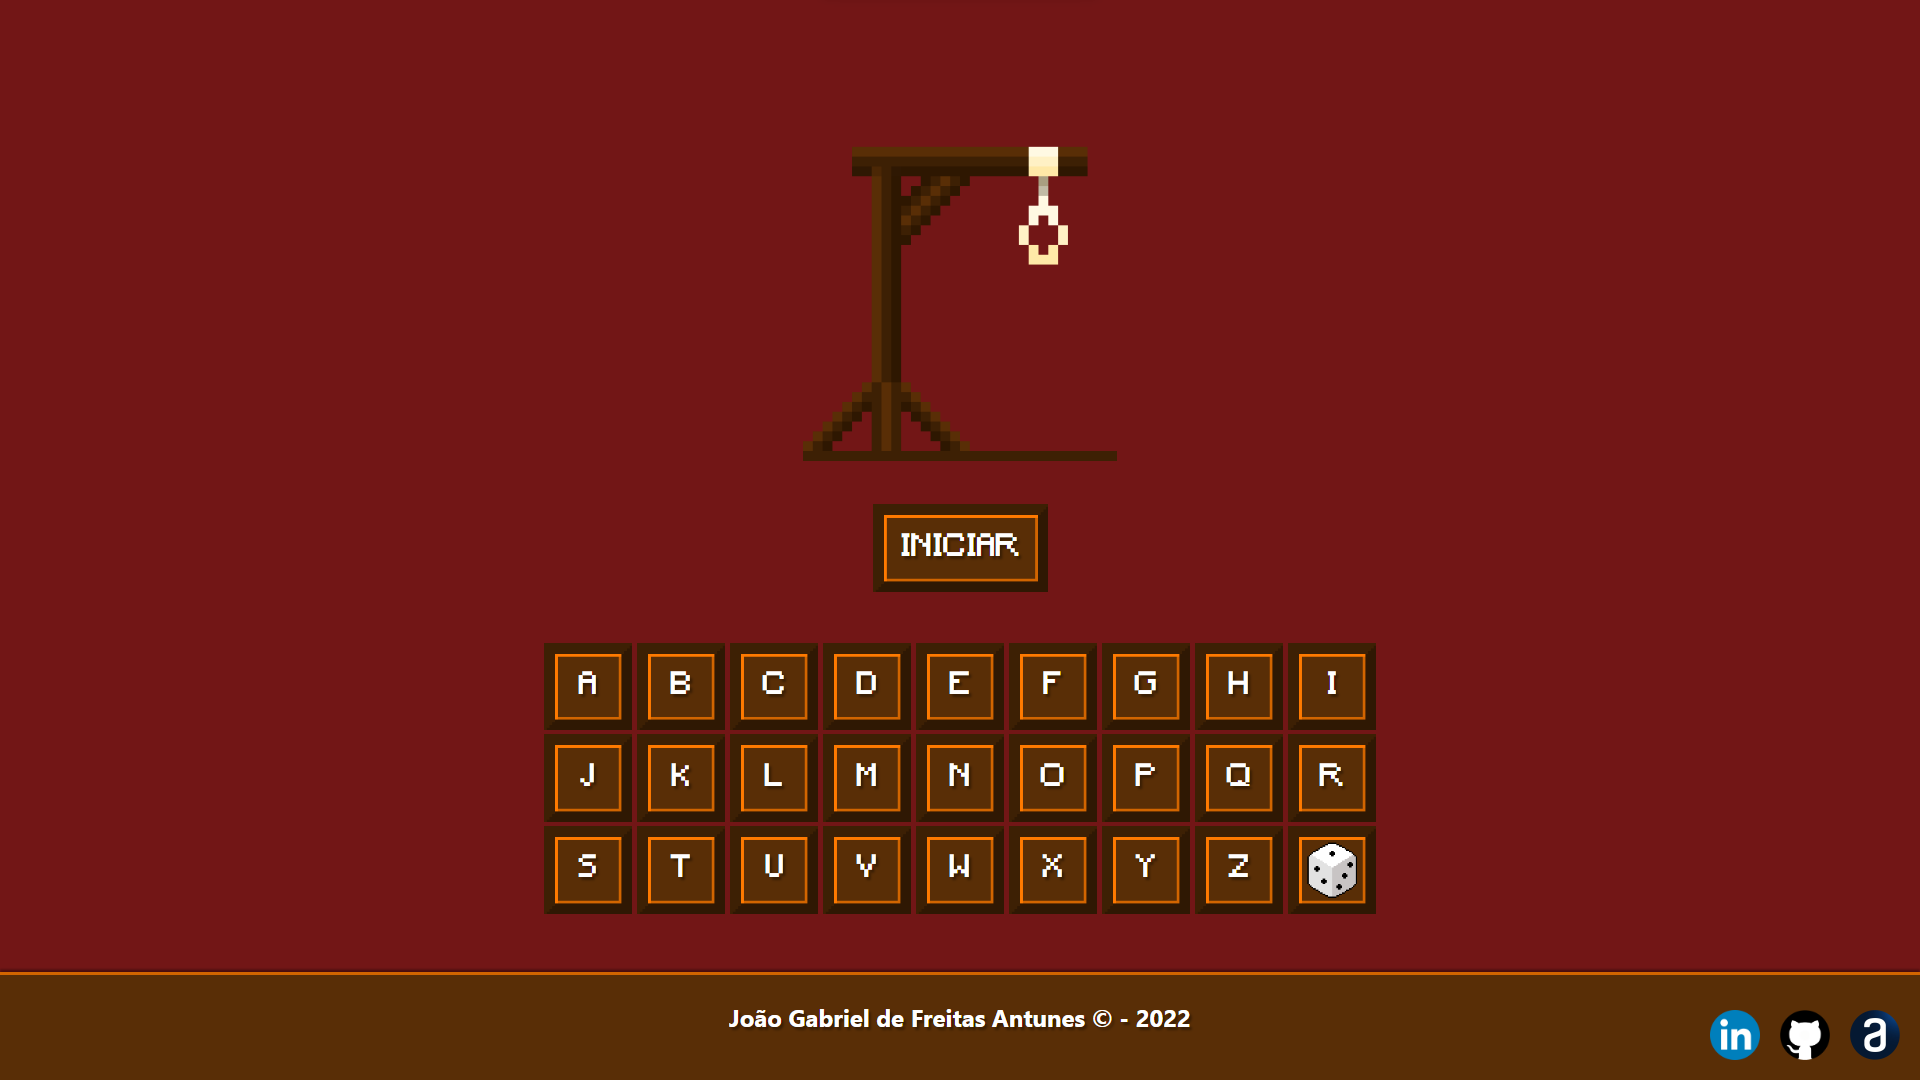 INICIAR
A B C D E F G H I
J K L M N O P Q R
S T U V W X Y Z
João Gabriel de Freitas Antunes © - 2022
in a